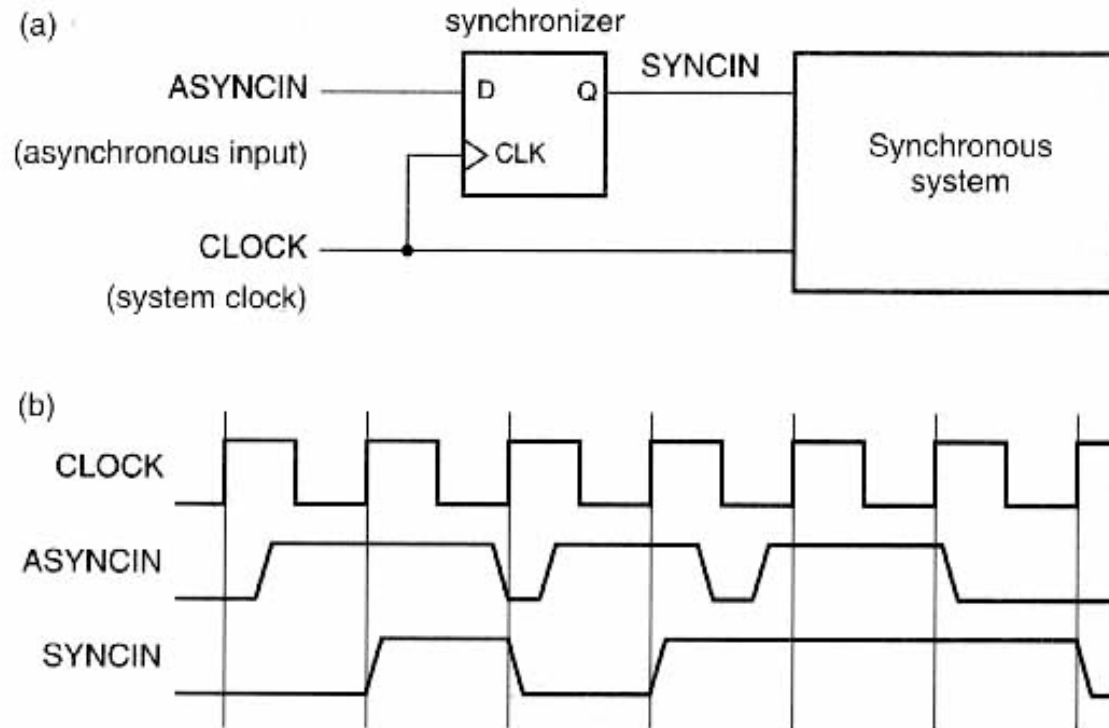 (a)
synchronizer
ASYNCIN
D
Q
SYNCIN
(asynchronous input)
CLK
Synchronous
system
CLOCK
(system clock)
(b)
CLOCK
ASYNCIN
SYNCIN